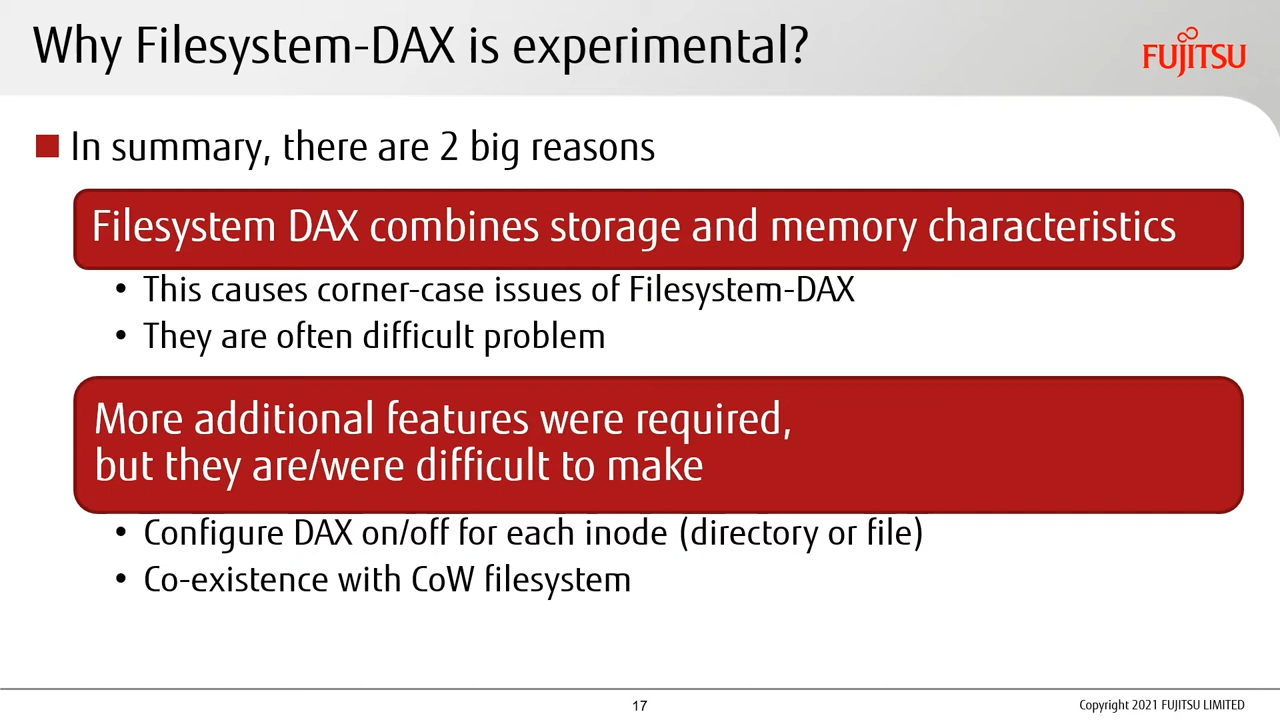 Why Filesystem-DAX is experimental?
FUJITSU
In summary, there are 2 big reasons
Filesystem DAX combines storage and memory characteristics
• This causes corner-case issues of Filesystem-DAX
• They are often difficult problem
More additional features were required,
but they are/were difficult to make
• Configure DAX on/off for each inode (directory or file)
• Co-existence with CoW filesystem
17
Copyright 2021 FUJITSU LIMITED